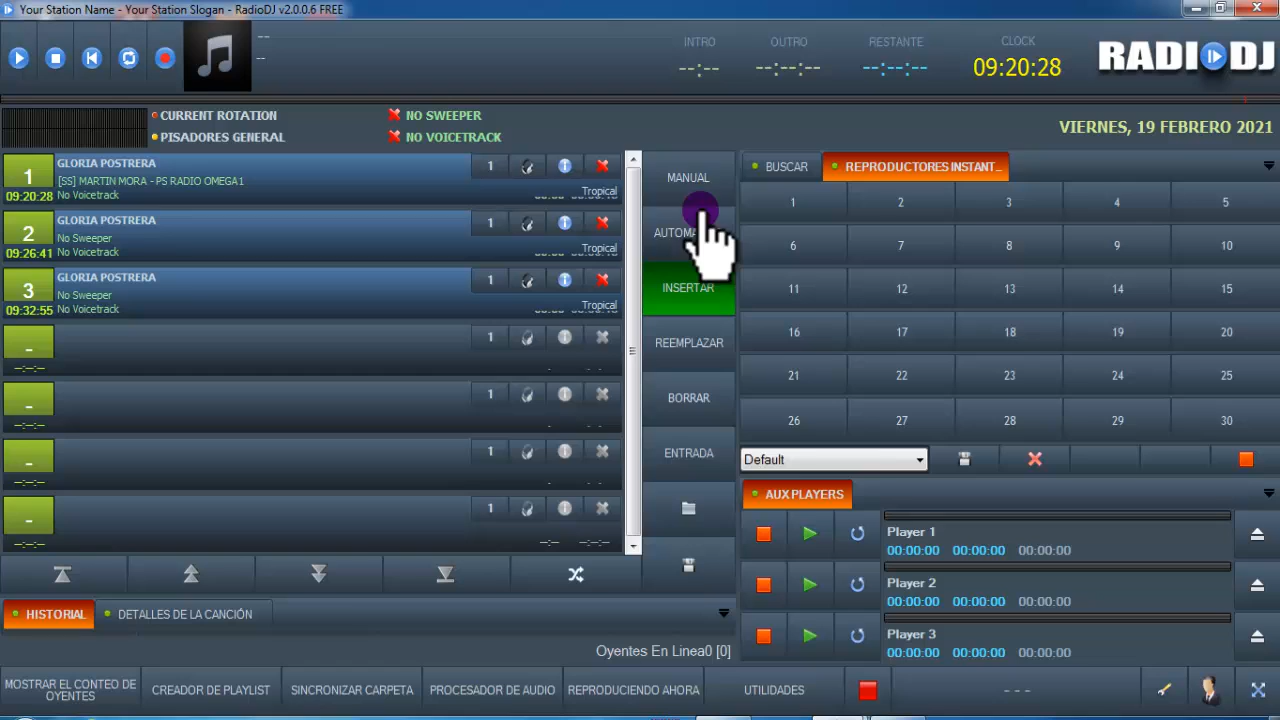 Your Station Name - Your Station Slogan - RadioDJ v2.0.0.6 FREE
--
--
INTRO
--:--
OUTRO
--:--:--
RESTANTE
--:--:--
CLOCK
09:20:28
RADIODJ
CURRENT ROTATION
NO SWEEPER
PISADORES GENERAL
NO VOICETRACK
VIERNES, 19 FEBRERO 2021
1
09:20:28
GLORIA POSTRERA
[SS] MARTIN MORA - PS RADIO OMEGA1
No Voicetrack
1
Tropical
2
09:26:41
GLORIA POSTRERA
No Sweeper
No Voicetrack
1
Tropical
3
09:32:55
GLORIA POSTRERA
No Sweeper
No Voicetrack
1
Tropical
-
--:--:--
1
-
--:--:--
1
-
--:--:--
1
-
--:--:--
1
--:-- --:--:--
MANUAL
INSERTAR
REEMPLAZAR
BORRAR
ENTRADA
BUSCAR
REPRODUCTORES INSTANT...
1 2 3 4 5
6 7 8 9 10
11 12 13 14 15
16 17 18 19 20
21 22 23 24 25
26 27 28 29 30
Default
AUX PLAYERS
Player 1
00:00:00 00:00:00 00:00:00
Player 2
00:00:00 00:00:00 00:00:00
Player 3
00:00:00 00:00:00 00:00:00
HISTORIAL
DETALLES DE LA CANCIÓN
Oyentes En Linea0 [0]
MOSTRAR EL CONTEO DE
OYENTES
CREADOR DE PLAYLIST
SINCRONIZAR CARPETA
PROCESADOR DE AUDIO
REPRODUCIENDO AHORA
UTILIDADES
- - -